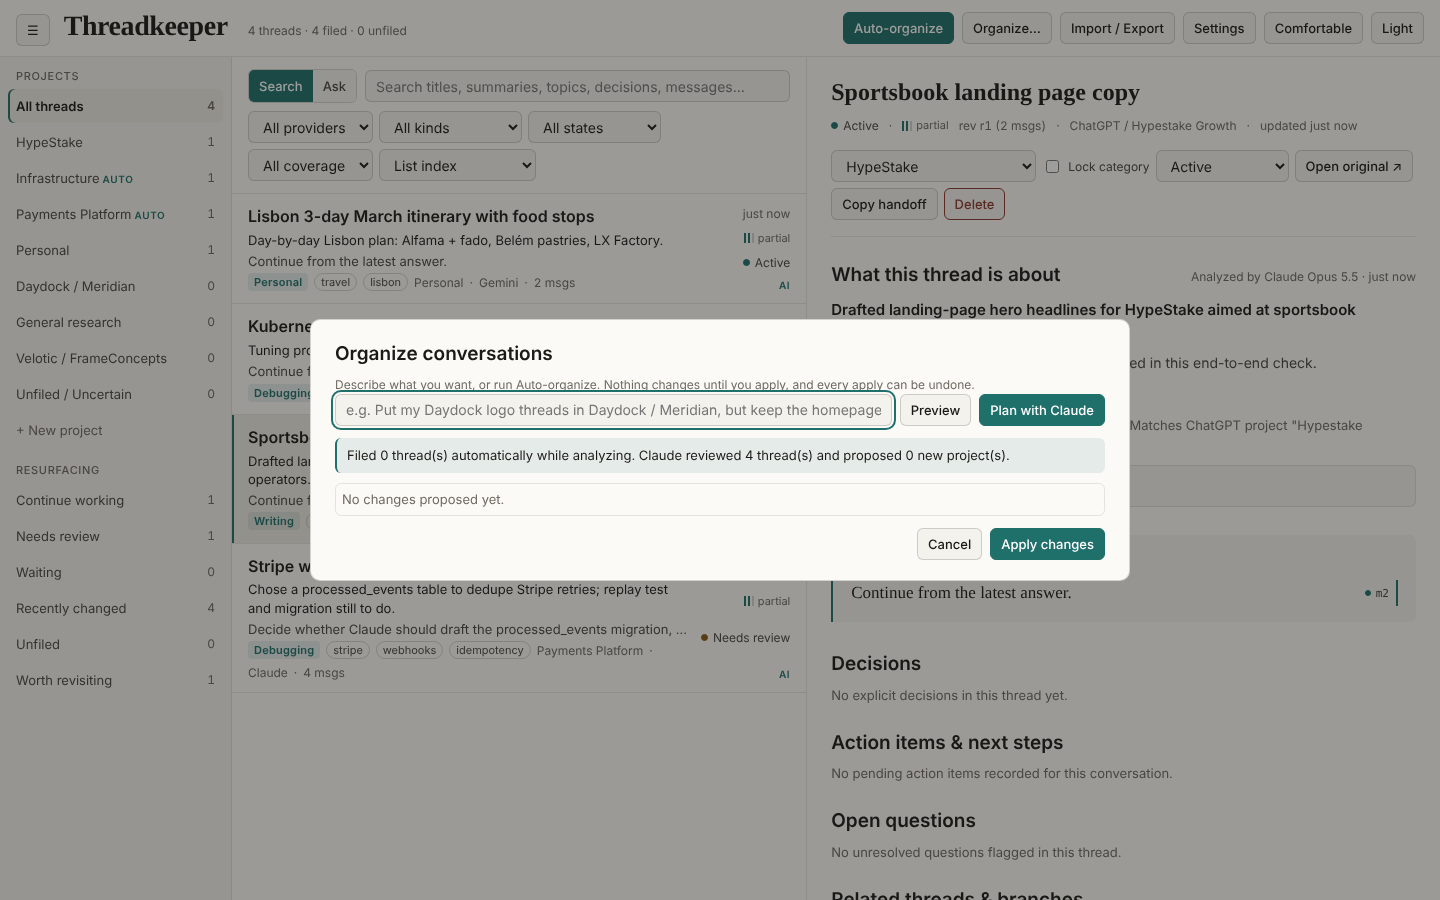 ☰
Threadkeeper
4 threads · 4 filed · 0 unfiled
Auto-organize
Organize...
Import / Export
Settings
Comfortable
Light
PROJECTS
All threads 4
HypeStake 1
Infrastructure AUTO 1
Payments Platform AUTO 1
Personal 1
Daydock / Meridian 0
General research 0
Velotic / FrameConcepts 0
Unfiled / Uncertain 0
+ New project
RESURFACING
Continue working 1
Needs review 1
Waiting 0
Recently changed 4
Unfiled 0
Worth revisiting 1
Search
Ask
Search titles, summaries, topics, decisions, messages...
All providers
All kinds
All states
All coverage
List index
Lisbon 3-day March itinerary with food stops
just now
Day-by-day Lisbon plan: Alfama + fado, Belém pastries, LX Factory.
partial
Continue from the latest answer.
Active
Personal travel lisbon Personal · Gemini · 2 msgs
AI
Kuberne
Tuning pro
Continue f
Debugging
Sportsb
Drafted lan
operators.
Continue f
Writing
Stripe w
Chose a processed_events table to dedupe Stripe retries; replay test
and migration still to do.
partial
Decide whether Claude should draft the processed_events migration, ...
Needs review
Debugging stripe webhooks idempotency Payments Platform ·
Claude · 4 msgs
AI
Organize conversations
Describe what you want, or run Auto-organize. Nothing changes until you apply, and every apply can be undone.
e.g. Put my Daydock logo threads in Daydock / Meridian, but keep the homepage
Preview
Plan with Claude
Filed 0 thread(s) automatically while analyzing. Claude reviewed 4 thread(s) and proposed 0 new project(s).
No changes proposed yet.
Cancel
Apply changes
Sportsbook landing page copy
Active · partial rev r1 (2 msgs) · ChatGPT / Hypestake Growth · updated just now
HypeStake
Lock category
Active
Open original ↗
Copy handoff
Delete
What this thread is about
Analyzed by Claude Opus 5.5 · just now
Drafted landing-page hero headlines for HypeStake aimed at sportsbook
ed in this end-to-end check.
Matches ChatGPT project "Hypestake
Continue from the latest answer.
m2
Decisions
No explicit decisions in this thread yet.
Action items & next steps
No pending action items recorded for this conversation.
Open questions
No unresolved questions flagged in this thread.
Related threads & branches